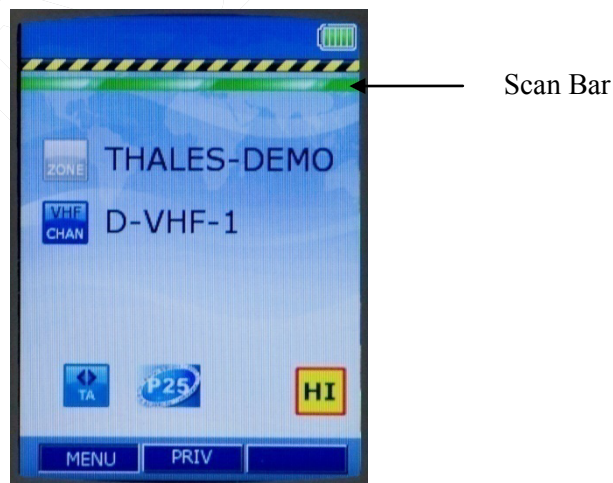 Scan Bar
ZONE THALES-DEMO
VHF CHAN D-VHF-1
TA P25 HI
MENU PRIV